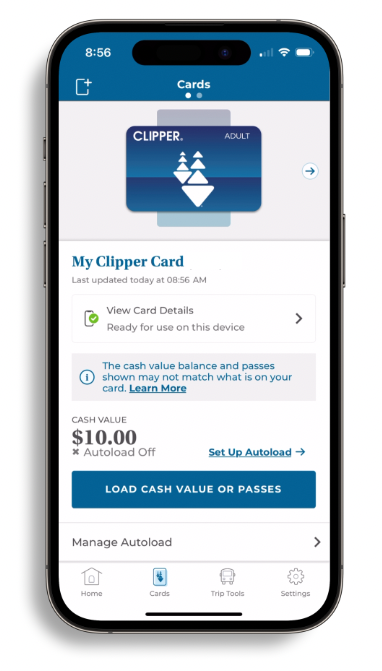 8:56
Cards
CLIPPER. ADULT
My Clipper Card
Last updated today at 08:56 AM
View Card Details
Ready for use on this device
The cash value balance and passes
shown may not match what is on your
card. Learn More
CASH VALUE
$10.00
Autoload Off
Set Up Autoload
LOAD CASH VALUE OR PASSES
Manage Autoload
Home Cards Trip Tools Settings